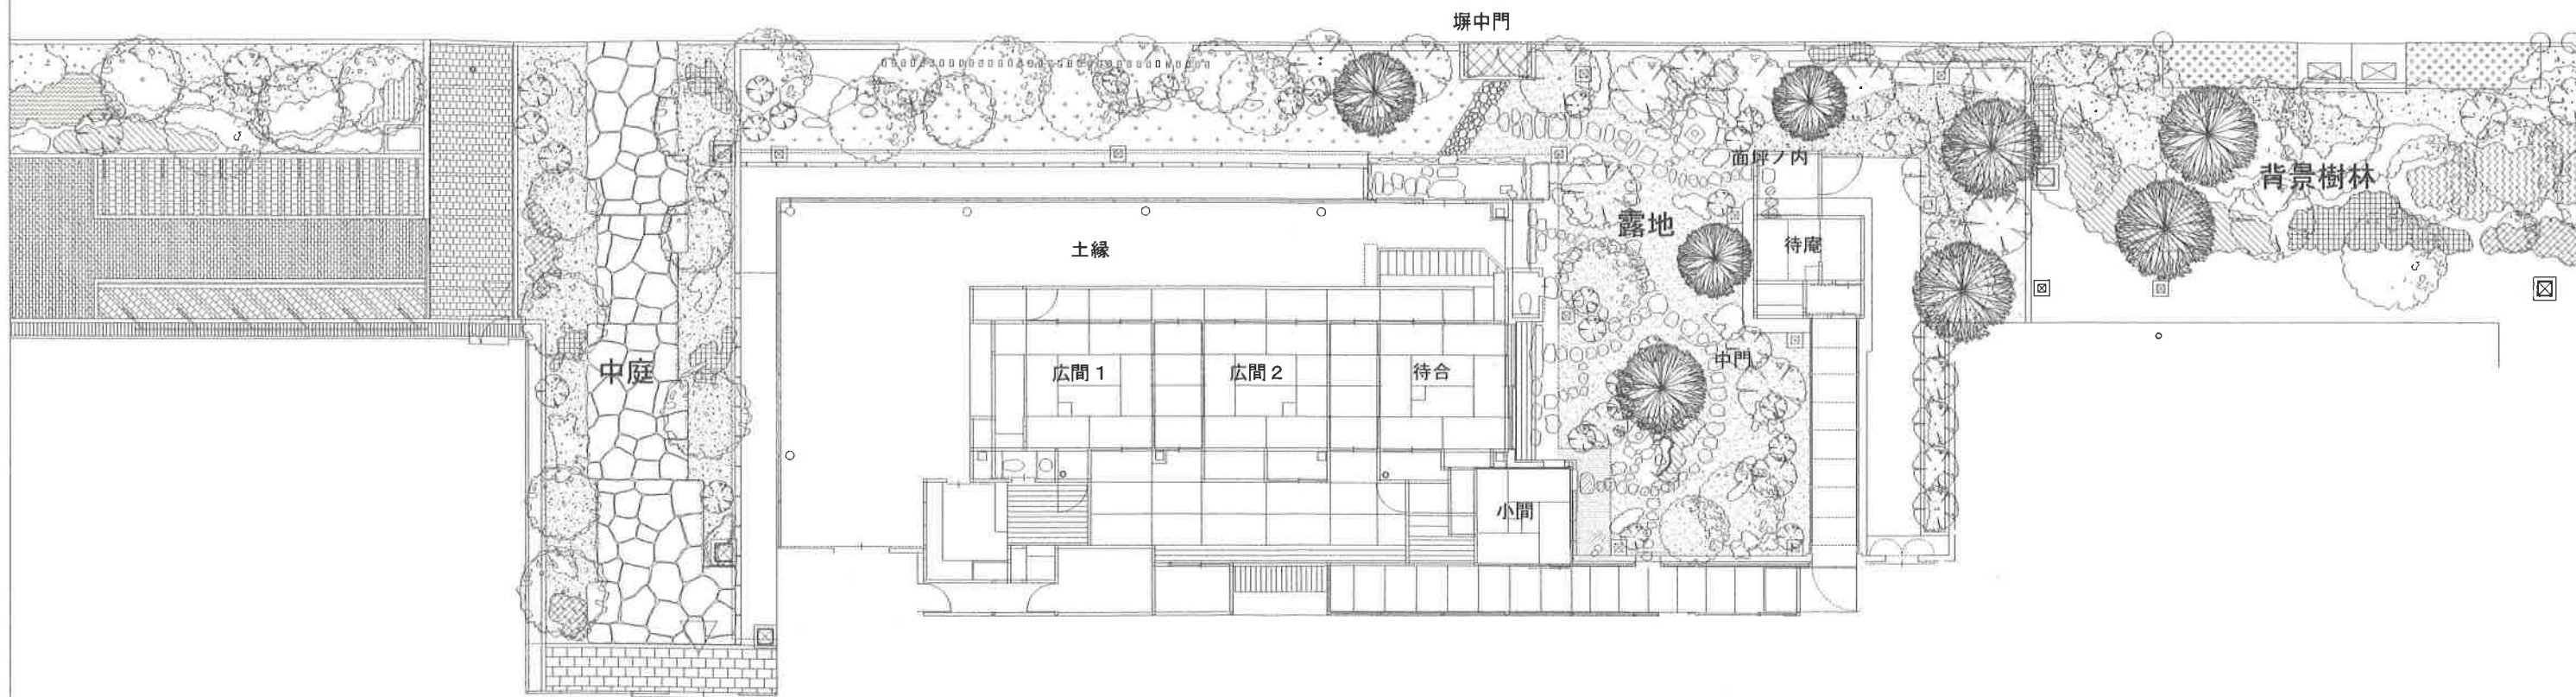 塀中門
面坪ノ内
背景樹林
露地
待庵
土縁
中門
中庭
広間1
広間2
待合
小間